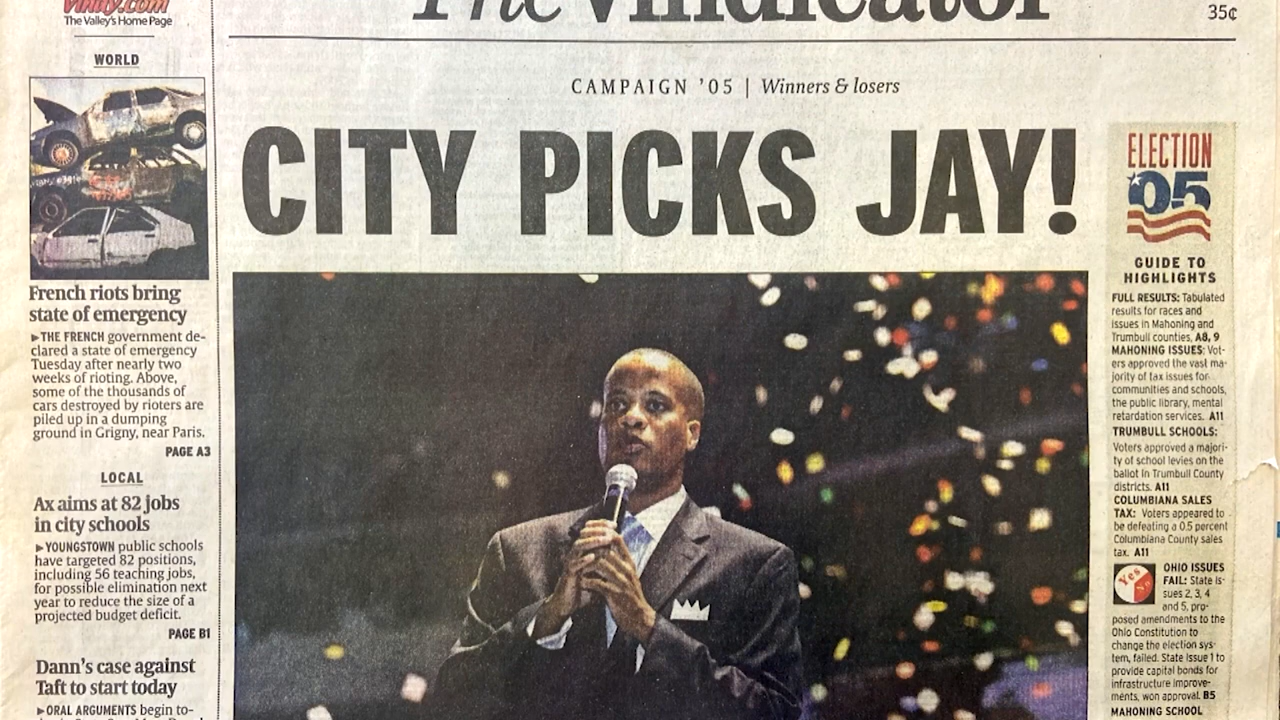 Vindy.com
The Valley's Home Page
The Vindicator
35¢
WORLD
French riots bring
state of emergency
▶THE FRENCH government de-
clared a state of emergency
Tuesday after nearly two
weeks of rioting. Above,
some of the thousands of
cars destroyed by rioters are
piled up in a dumping
ground in Grigny, near Paris.
PAGE A3
LOCAL
Ax aims at 82 jobs
in city schools
▶YOUNGSTOWN public schools
have targeted 82 positions,
including 56 teaching jobs,
for possible elimination next
year to reduce the size of a
projected budget deficit.
PAGE B1
Dann's case against
Taft to start today
▶ORAL ARGUMENTS begin to-
CAMPAIGN '05 | Winners & losers
CITY PICKS JAY!
ELECTION
'05
GUIDE TO
HIGHLIGHTS
FULL RESULTS: Tabulated
results for races and
issues in Mahoning and
Trumbull counties, A8, 9
MAHONING ISSUES: Vot-
ers approved the vast ma-
jority of tax issues for
communities and schools,
the public library, mental
retardation services. A11
TRUMBULL SCHOOLS:
Voters approved a majori-
ty of school levies on the
ballot in Trumbull County
districts. A11
COLUMBIANA SALES
TAX: Voters appeared to
be defeating a 0.5 percent
Columbiana County sales
tax. A11
Yes
No
OHIO ISSUES
FAIL: State is-
sues 2, 3, 4
and 5, pro-
posed amendments to the
Ohio Constitution to
change the election sys-
tem, failed. State Issue 1 to
provide capital bonds for
infrastructure improve-
ments, won approval. B5
MAHONING SCHOOL